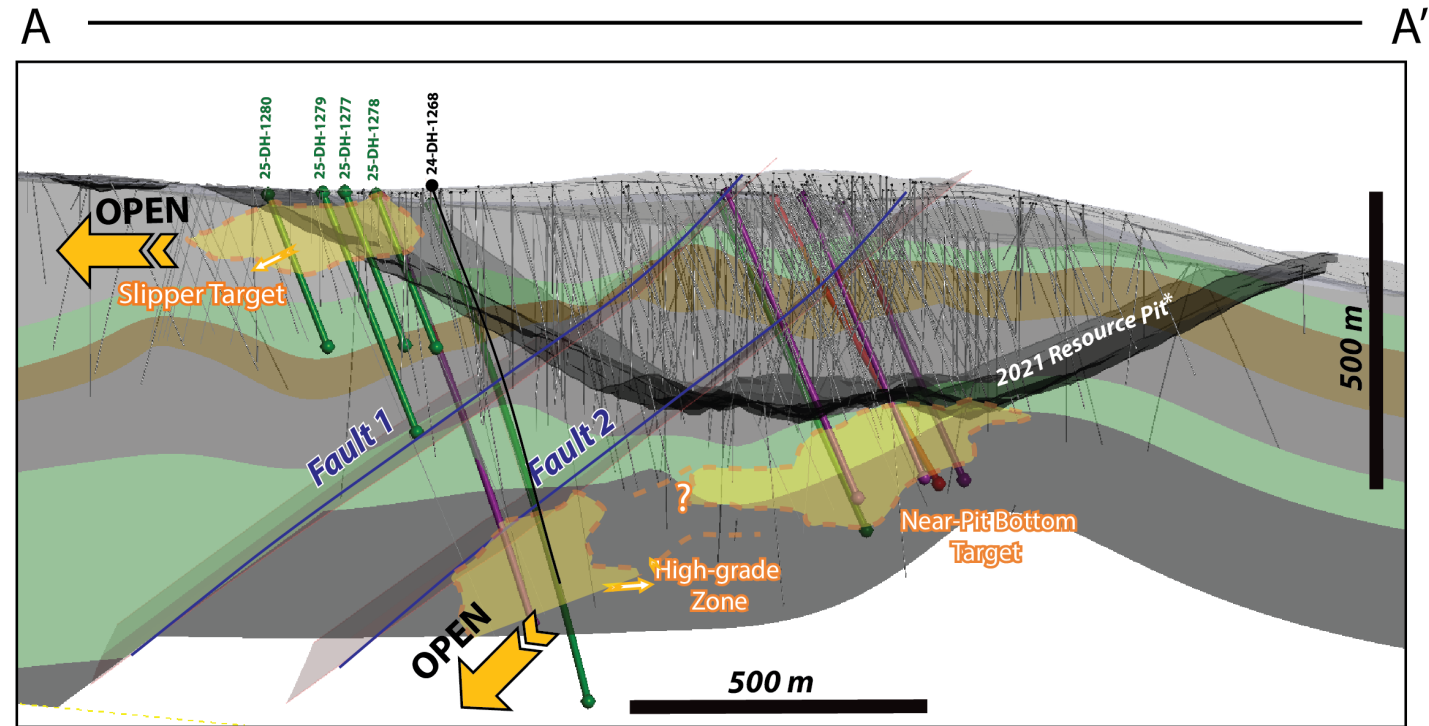 A
A’
25-DH-1280
25-DH-1279
25-DH-1277
25-DH-1278
24-DH-1268
OPEN
Slipper Target
2021 Resource Pit*
500 m
Fault 1
Fault 2
?
Near-Pit Bottom
Target
High-grade
Zone
OPEN
500 m